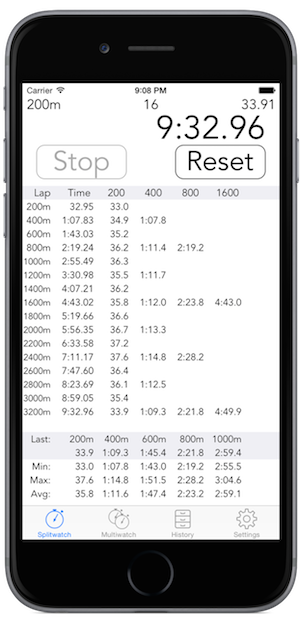 Carrier 9:08 PM
200m 16 33.91
9:32.96
Stop Reset
Lap Time 200 400 800 1600
200m 32.95 33.0
400m 1:07.83 34.9 1:07.8
600m 1:43.03 35.2
800m 2:19.24 36.2 1:11.4 2:19.2
1000m 2:55.49 36.3
1200m 3:30.98 35.5 1:11.7
1400m 4:07.21 36.2
1600m 4:43.02 35.8 1:12.0 2:23.8 4:43.0
1800m 5:19.66 36.6
2000m 5:56.35 36.7 1:13.3
2200m 6:33.58 37.2
2400m 7:11.17 37.6 1:14.8 2:28.2
2600m 7:47.60 36.4
2800m 8:23.69 36.1 1:12.5
3000m 8:59.05 35.4
3200m 9:32.96 33.9 1:09.3 2:21.8 4:49.9
Last: 200m 400m 600m 800m 1000m
33.9 1:09.3 1:45.4 2:21.8 2:59.4
Min: 33.0 1:07.8 1:43.0 2:19.2 2:55.5
Max: 37.6 1:14.8 1:51.5 2:28.2 3:04.6
Avg: 35.8 1:11.6 1:47.4 2:23.2 2:59.1
Splitwatch Multiwatch History Settings